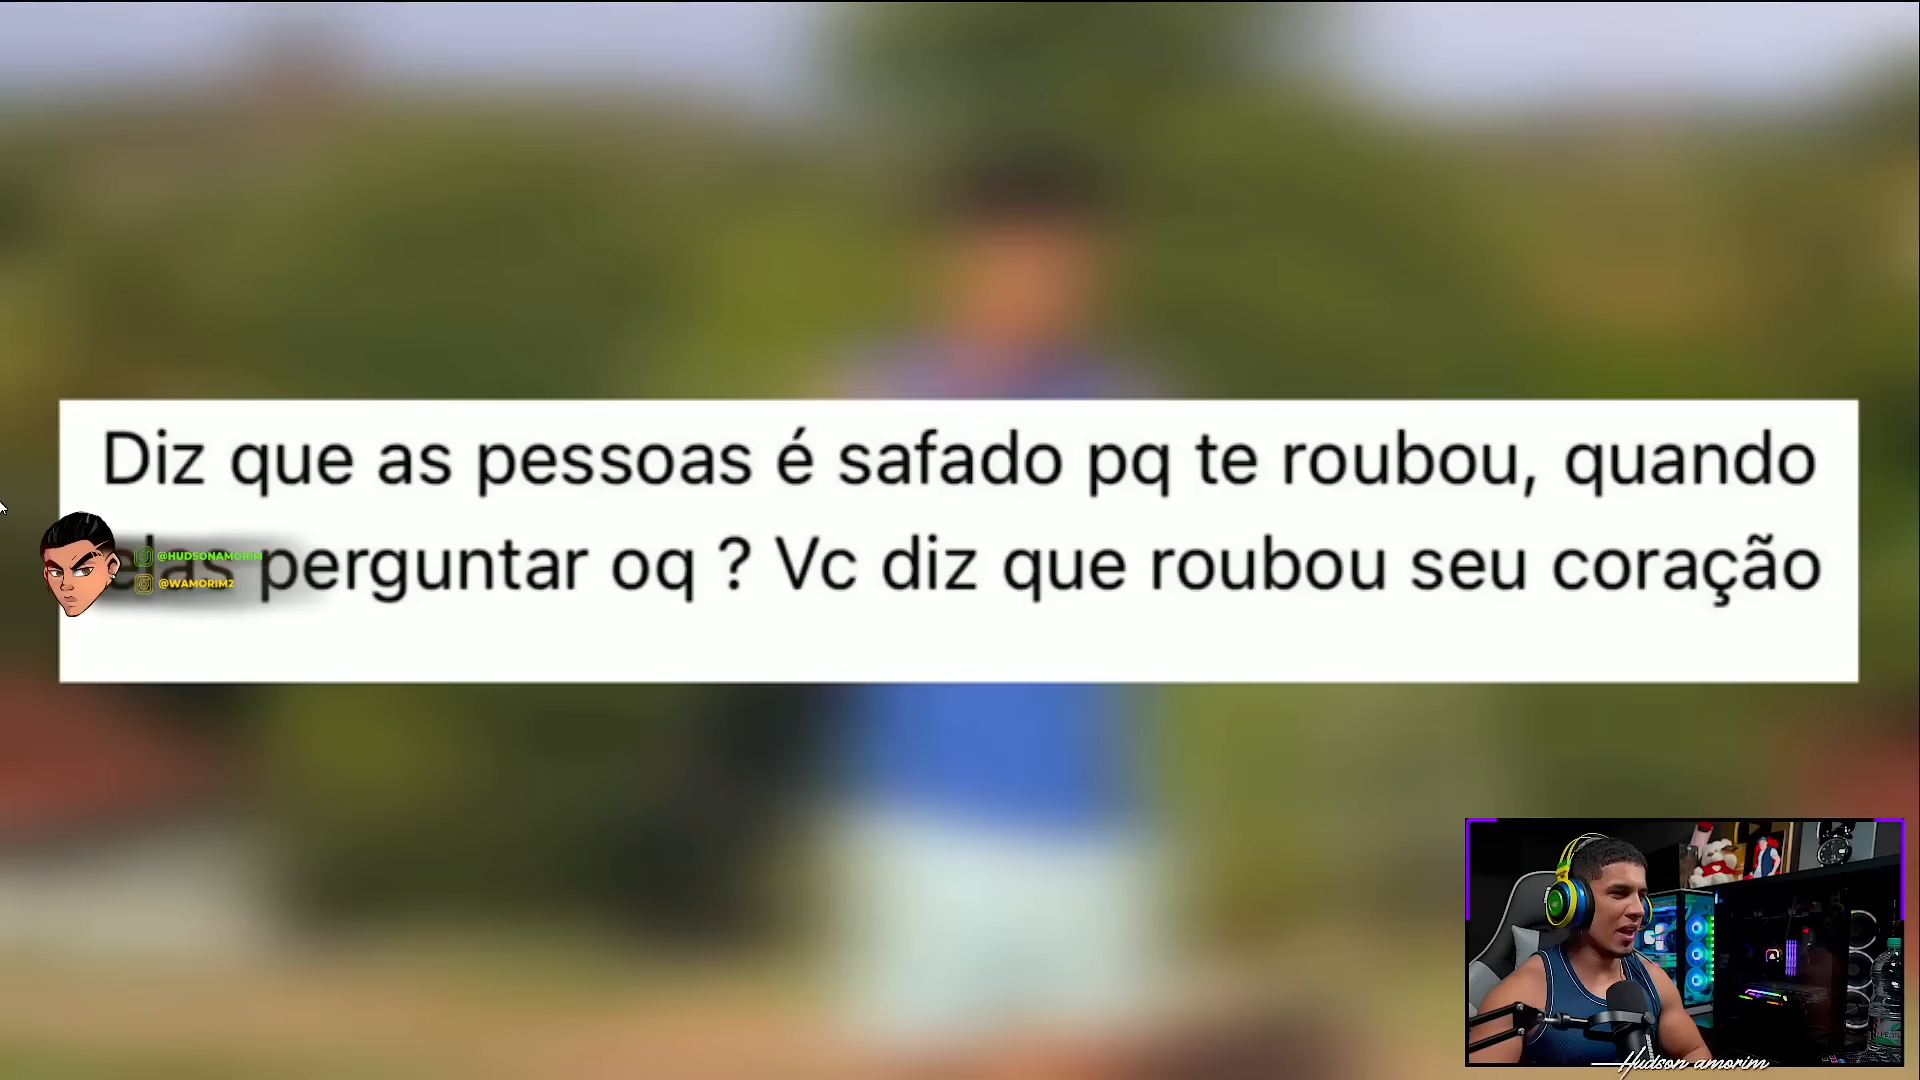 Diz que as pessoas é safado pq te roubou, quando
elas perguntar oq ? Vc diz que roubou seu coração
@HUDSONAMORIM
@WAMORIM2
Hudson amorim